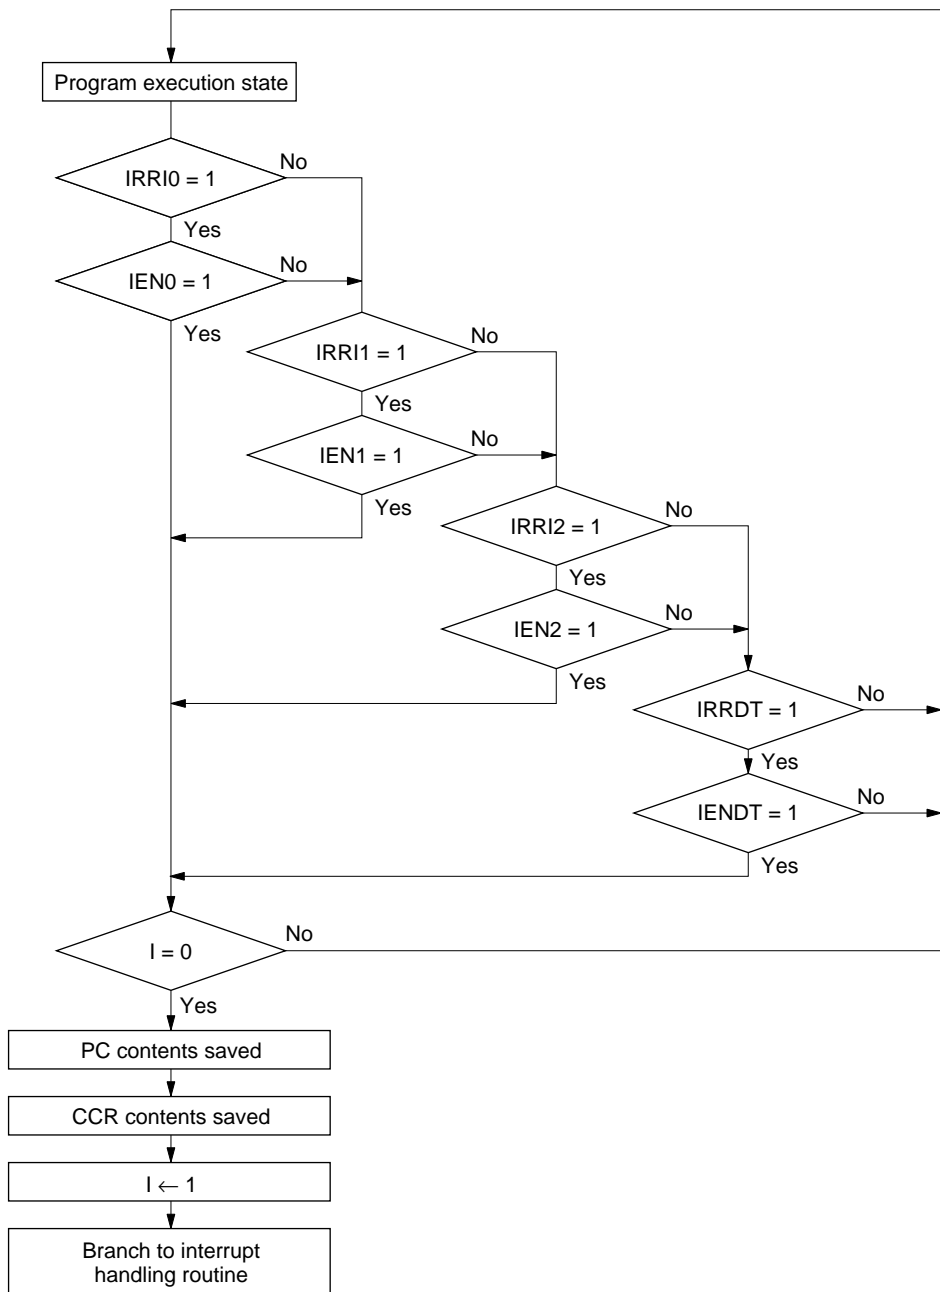 Program execution state
IRRI0 = 1
No
Yes
IEN0 = 1
No
Yes
IRRI1 = 1
No
Yes
IEN1 = 1
No
Yes
IRRI2 = 1
No
Yes
IEN2 = 1
No
Yes
IRRDT = 1
No
Yes
IENDT = 1
No
Yes
I = 0
No
Yes
PC contents saved
CCR contents saved
I ← 1
Branch to interrupt
handling routine